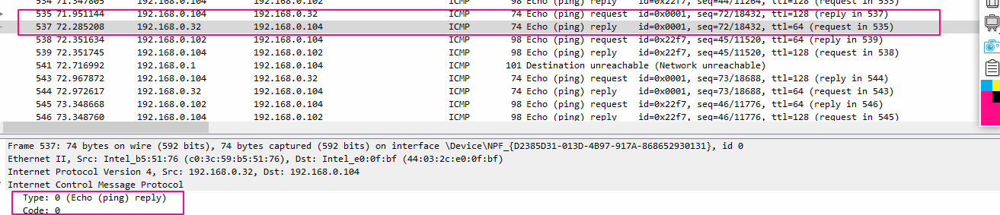 534 71.347805 192.168.0.104 192.168.0.102 ICMP 98 Echo (ping) reply id=0x22f7, seq=44/11264, ttl=128 (request in 533)
535 71.951144 192.168.0.104 192.168.0.32 ICMP 74 Echo (ping) request id=0x0001, seq=72/18432, ttl=128 (reply in 537)
537 72.285208 192.168.0.32 192.168.0.104 ICMP 74 Echo (ping) reply id=0x0001, seq=72/18432, ttl=64 (request in 535)
538 72.351634 192.168.0.102 192.168.0.104 ICMP 98 Echo (ping) request id=0x22f7, seq=45/11520, ttl=64 (reply in 539)
539 72.351745 192.168.0.104 192.168.0.102 ICMP 98 Echo (ping) reply id=0x22f7, seq=45/11520, ttl=128 (request in 538)
541 72.716992 192.168.0.1 192.168.0.104 ICMP 101 Destination unreachable (Network unreachable)
543 72.967872 192.168.0.104 192.168.0.32 ICMP 74 Echo (ping) request id=0x0001, seq=73/18688, ttl=128 (reply in 544)
544 72.972617 192.168.0.32 192.168.0.104 ICMP 74 Echo (ping) reply id=0x0001, seq=73/18688, ttl=64 (request in 543)
545 73.348668 192.168.0.102 192.168.0.104 ICMP 98 Echo (ping) request id=0x22f7, seq=46/11776, ttl=64 (reply in 546)
546 73.348760 192.168.0.104 192.168.0.102 ICMP 98 Echo (ping) reply id=0x22f7, seq=46/11776, ttl=128 (request in 545)
Frame 537: 74 bytes on wire (592 bits), 74 bytes captured (592 bits) on interface \Device\NPF_{D2385D31-013D-4B97-917A-868652930131}, id 0
Ethernet II, Src: Intel_b5:51:76 (c0:3c:59:b5:51:76), Dst: Intel_e0:0f:bf (44:03:2c:e0:0f:bf)
Internet Protocol Version 4, Src: 192.168.0.32, Dst: 192.168.0.104
Internet Control Message Protocol
Type: 0 (Echo (ping) reply)
Code: 0